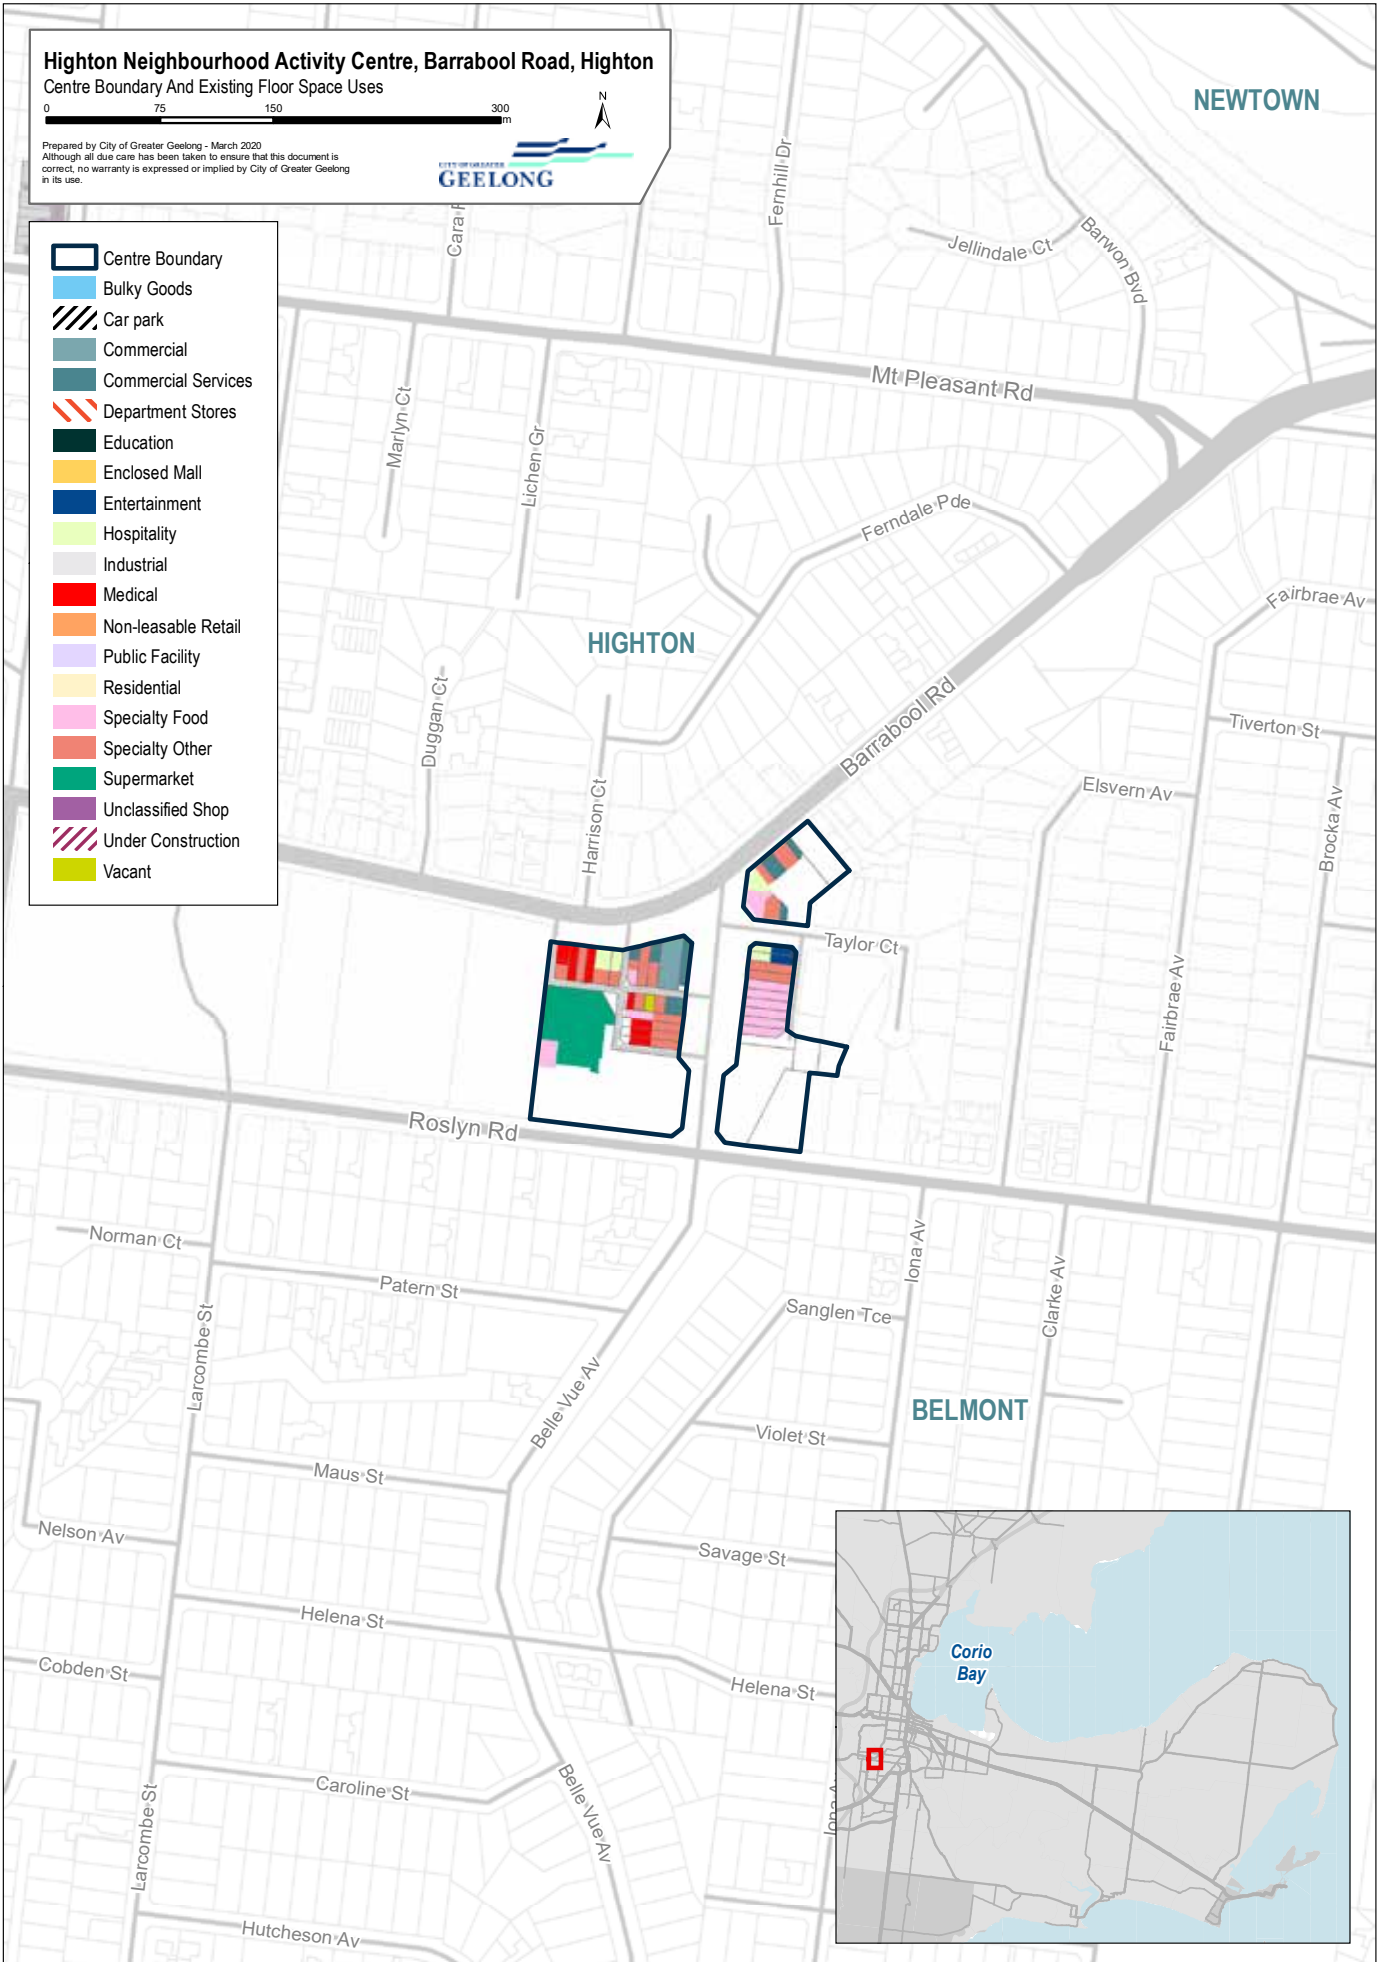 Highton Neighbourhood Activity Centre, Barrabool Road, Highton
Centre Boundary And Existing Floor Space Uses
0 75 150 300
m
N
Prepared by City of Greater Geelong - March 2020
Although all due care has been taken to ensure that this document is
correct, no warranty is expressed or implied by City of Greater Geelong
in its use.
CITY OF GREATER
GEELONG
Centre Boundary
Bulky Goods
Car park
Commercial
Commercial Services
Department Stores
Education
Enclosed Mall
Entertainment
Hospitality
Industrial
Medical
Non-leasable Retail
Public Facility
Residential
Specialty Food
Specialty Other
Supermarket
Unclassified Shop
Under Construction
Vacant
NEWTOWN
Fernhill Dr
Cara
Jellindale Ct
Barwon Bvd
Mt Pleasant Rd
Marlyn Ct
Lichen Gr
Ferndale Pde
Fairbrae Av
HIGHTON
Duggan Ct
Barrabool Rd
Tiverton St
Elsvern Av
Harrison Ct
Brocka Av
Taylor Ct
Fairbrae Av
Roslyn Rd
Norman Ct
Patern St
Iona Av
Clarke Av
Sanglen Tce
Larcombe St
Belle Vue Av
BELMONT
Violet St
Maus St
Nelson Av
Savage St
Helena St
Cobden St
Helena St
Corio
Bay
Caroline St
Belle Vue Av
Iona A
Larcombe St
Hutcheson Av